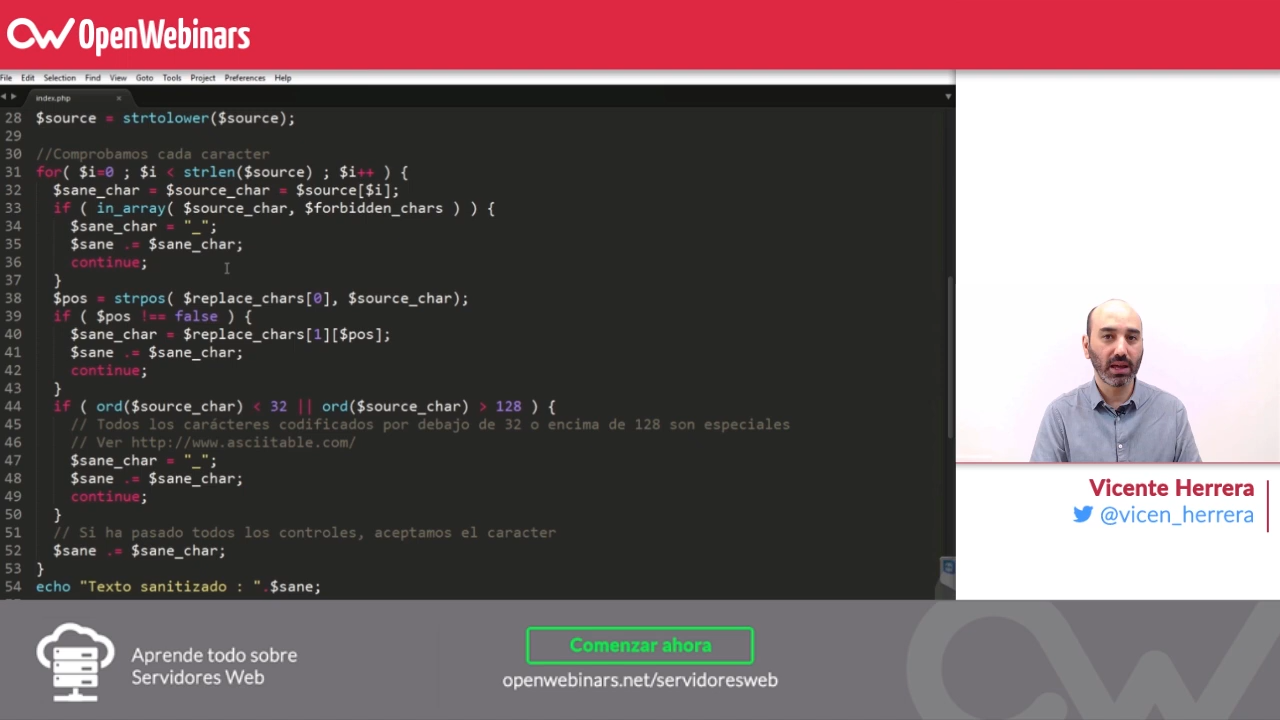 OpenWebinars
File Edit Selection Find View Goto Tools Project Preferences Help
index.php
28 $source = strtolower($source);
29
30 //Comprobamos cada caracter
31 for( $i=0 ; $i < strlen($source) ; $i++ ) {
32 $sane_char = $source_char = $source[$i];
33 if ( in_array( $source_char, $forbidden_chars ) ) {
34 $sane_char = "_";
35 $sane .= $sane_char;
36 continue;
37 }
38 $pos = strpos( $replace_chars[0], $source_char);
39 if ( $pos !== false ) {
40 $sane_char = $replace_chars[1][$pos];
41 $sane .= $sane_char;
42 continue;
43 }
44 if ( ord($source_char) < 32 || ord($source_char) > 128 ) {
45 // Todos los carácteres codificados por debajo de 32 o encima de 128 son especiales
46 // Ver http://www.asciitable.com/
47 $sane_char = "_";
48 $sane .= $sane_char;
49 continue;
50 }
51 // Si ha pasado todos los controles, aceptamos el caracter
52 $sane .= $sane_char;
53 }
54 echo "Texto sanitizado : ".$sane;
Vicente Herrera
@vicen_herrera
Aprende todo sobre
Servidores Web
Comenzar ahora
openwebinars.net/servidoresweb